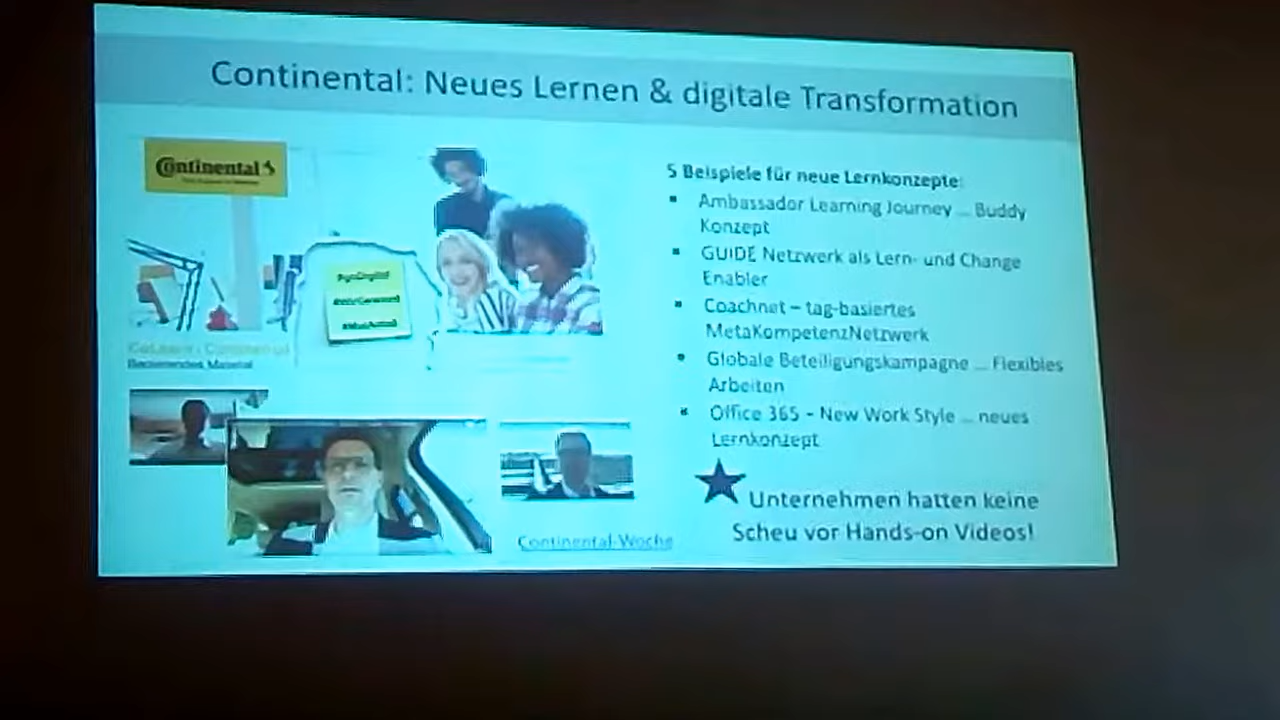 Continental: Neues Lernen & digitale Transformation
Continental
5 Beispiele für neue Lernkonzepte:
▪ Ambassador Learning Journey ... Buddy
Konzept
▪ GUIDE Netzwerk als Lern- und Change
Enabler
▪ Coachnet – tag-basiertes
MetaKompetenzNetzwerk
▪ Globale Beteiligungskampagne ... Flexibles
Arbeiten
▪ Office 365 - New Work Style ... neues
Lernkonzept
Unternehmen hatten keine
Scheu vor Hands-on Videos!
Continental-Woche